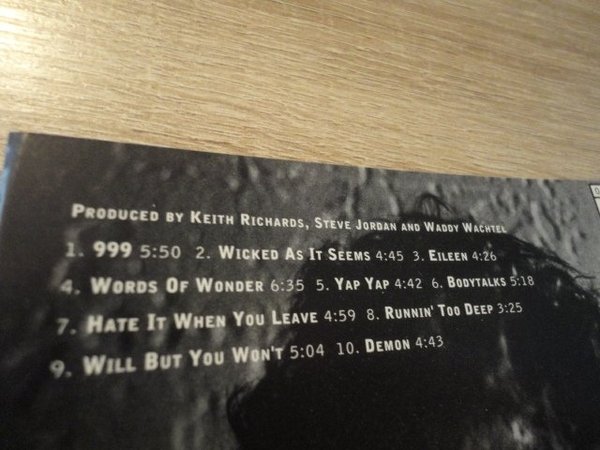 PRODUCED BY KEITH RICHARDS, STEVE JORDAN AND WADDY WACHTEL
1. 999 5:50 2. WICKED AS IT SEEMS 4:45 3. EILEEN 4:26
4. WORDS OF WONDER 6:35 5. YAP YAP 4:42 6. BODYTALKS 5:18
7. HATE IT WHEN YOU LEAVE 4:59 8. RUNNIN' TOO DEEP 3:25
9. WILL BUT YOU WON'T 5:04 10. DEMON 4:43